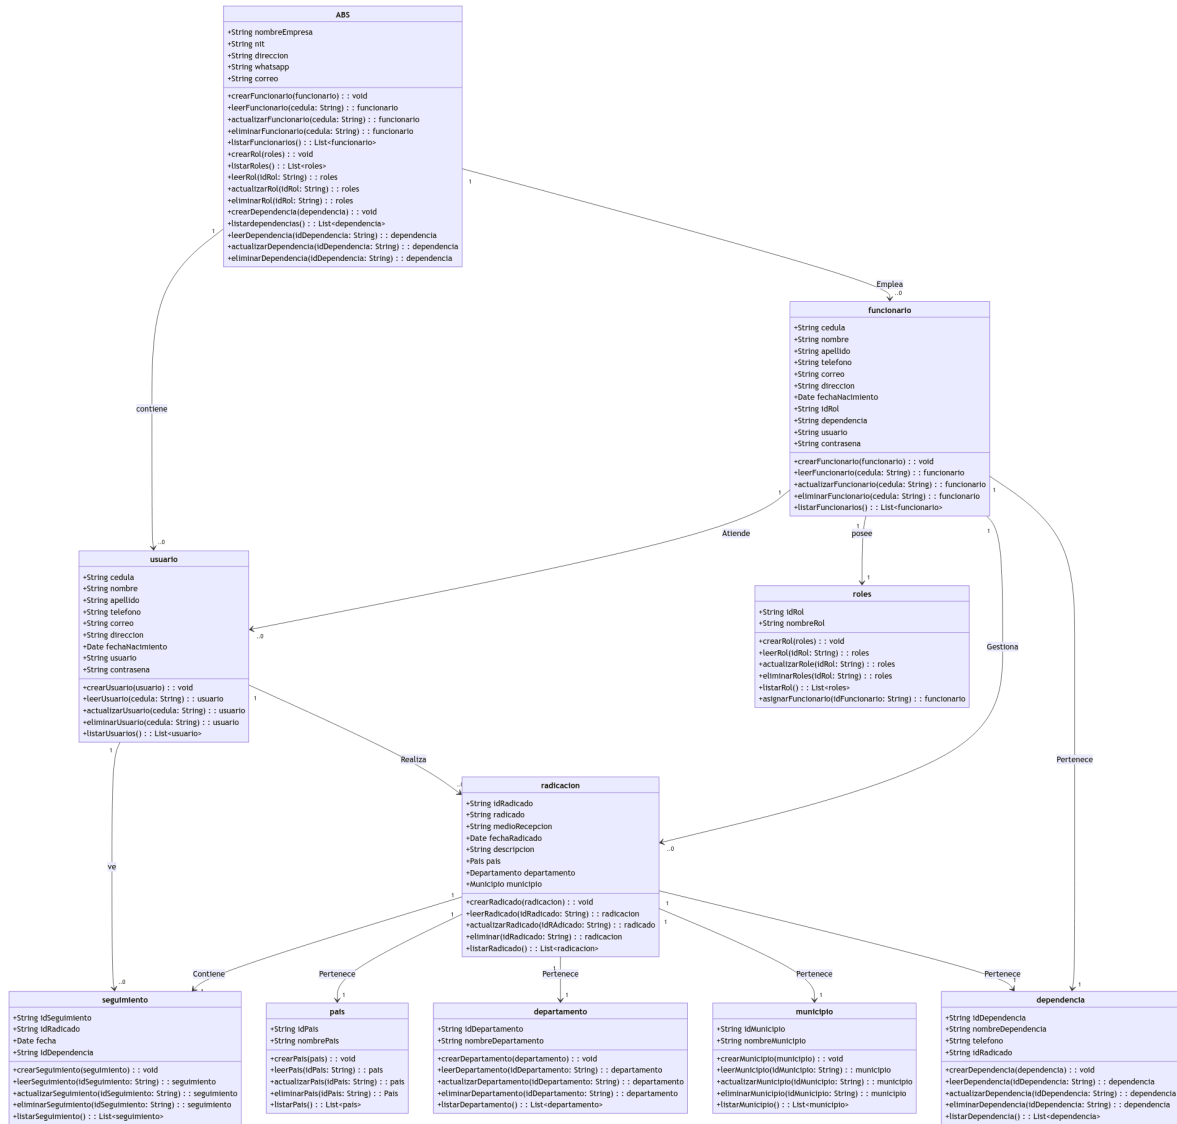 ABS
+String nombreEmpresa
+String nit
+String direccion
+String whatsapp
+String correo
+crearFuncionario(funcionario) : : void
+leerFuncionario(cedula: String) : : funcionario
+actualizarFuncionario(cedula: String) : : funcionario
+eliminarFuncionario(cedula: String) : : funcionario
+listarFuncionarios() : : List<funcionario>
+crearRol(roles) : : void
+listarRoles() : : List<roles>
+leerRol(idRol: String) : : roles
+actualizarRol(idRol: String) : : roles
+eliminarRol(idRol: String) : : roles
+crearDependencia(dependencia) : : void
+listardependencias() : : List<dependencia>
+leerDependencia(idDependencia: String) : : dependencia
+actualizarDependencia(idDependencia: String) : : dependencia
+eliminarDependencia(idDependencia: String) : : dependencia
1
1
Emplea
..0
contiene
..0
funcionario
+String cedula
+String nombre
+String apellido
+String telefono
+String correo
+String direccion
+Date fechaNacimiento
+String idRol
+String dependencia
+String usuario
+String contrasena
+crearFuncionario(funcionario) : : void
+leerFuncionario(cedula: String) : : funcionario
+actualizarFuncionario(cedula: String) : : funcionario
+eliminarFuncionario(cedula: String) : : funcionario
+listarFuncionarios() : : List<funcionario>
1
1
1
1
Atiende
posee
..0
1
Gestiona
Pertenece
..0
1
usuario
+String cedula
+String nombre
+String apellido
+String telefono
+String correo
+String direccion
+Date fechaNacimiento
+String usuario
+String contrasena
+crearUsuario(usuario) : : void
+leerUsuario(cedula: String) : : usuario
+actualizarUsuario(cedula: String) : : usuario
+eliminarUsuario(cedula: String) : : usuario
+listarUsuarios() : : List<usuario>
1
1
Realiza
ve
..0
roles
+String idRol
+String nombreRol
+crearRol(roles) : : void
+leerRol(idRol: String) : : roles
+actualizarRole(idRol: String) : : roles
+eliminarRoles(idRol: String) : : roles
+listarRol() : : List<roles>
+asignarFuncionario(idFuncionario: String) : : funcionario
radicacion
+String idRadicado
+String radicado
+String medioRecepcion
+Date fechaRadicado
+String descripcion
+Pais pais
+Departamento departamento
+Municipio municipio
+crearRadicado(radicacion) : : void
+leerRadicado(idRadicado: String) : : radicacion
+actualizarRadicado(idRAdicado: String) : : radicado
+eliminar(idRadicado: String) : : radicacion
+listarRadicado() : : List<radicacion>
1
1
1
1
1
Contiene
Pertenece
Pertenece
Pertenece
Pertenece
1
1
1
1
1
seguimiento
+String idSeguimiento
+String idRadicado
+Date fecha
+String idDependencia
+crearSeguimiento(seguimiento) : : void
+leerSeguimiento(idSeguimiento: String) : : seguimiento
+actualizarSeguimiento(idSeguimiento: String) : : seguimiento
+eliminarSeguimiento(idSeguimiento: String) : : seguimiento
+listarSeguimiento() : : List<seguimiento>
pais
+String idPais
+String nombrePais
+crearPais(pais) : : void
+leerPais(idPais: String) : : pais
+actualizarPais(idPais: String) : : pais
+eliminarPais(idPais: String) : : Pais
+listarPais() : : List<pais>
departamento
+String idDepartamento
+String nombreDepartamento
+crearDepartamento(departamento) : : void
+leerDepartamento(idDepartamento: String) : : departamento
+actualizarDepartamento(idDepartamento: String) : : departamento
+eliminarDepartamento(idDepartamento: String) : : departamento
+listarDepartamento() : : List<departamento>
municipio
+String idMunicipio
+String nombreMunicipio
+crearMunicipio(municipio) : : void
+leerMunicipio(idMunicipio: String) : : municipio
+actualizarMunicipio(idMunicipio: String) : : municipio
+eliminarMunicipio(idMunicipio: String) : : municipio
+listarMunicipio() : : List<municipio>
dependencia
+String idDependencia
+String nombreDependencia
+String telefono
+String idRadicado
+crearDependencia(dependencia) : : void
+leerDependencia(idDependencia: String) : : dependencia
+actualizarDependencia(idDependencia: String) : : dependencia
+eliminarDependencia(idDependencia: String) : : dependencia
+listarDependencia() : : List<dependencia>